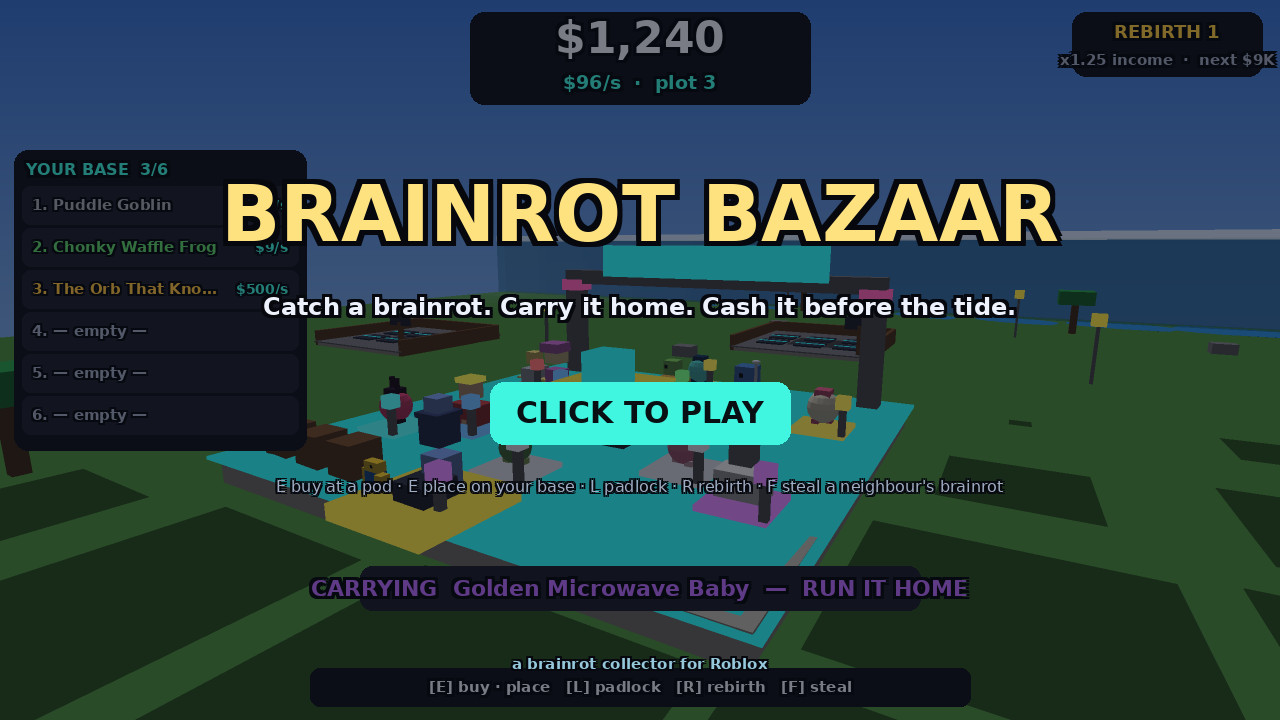 $1,240
$96/s · plot 3
REBIRTH 1
x1.25 income · next $9K
YOUR BASE 3/6
1. Puddle Goblin
2. Chonky Waffle Frog $9/s
3. The Orb That Kno... $500/s
4. — empty —
5. — empty —
6. — empty —
BRAINROT BAZAAR
Catch a brainrot. Carry it home. Cash it before the tide.
CLICK TO PLAY
E buy at a pod · E place on your base · L padlock · R rebirth · F steal a neighbour's brainrot
CARRYING Golden Microwave Baby — RUN IT HOME
a brainrot collector for Roblox
[E] buy · place [L] padlock [R] rebirth [F] steal